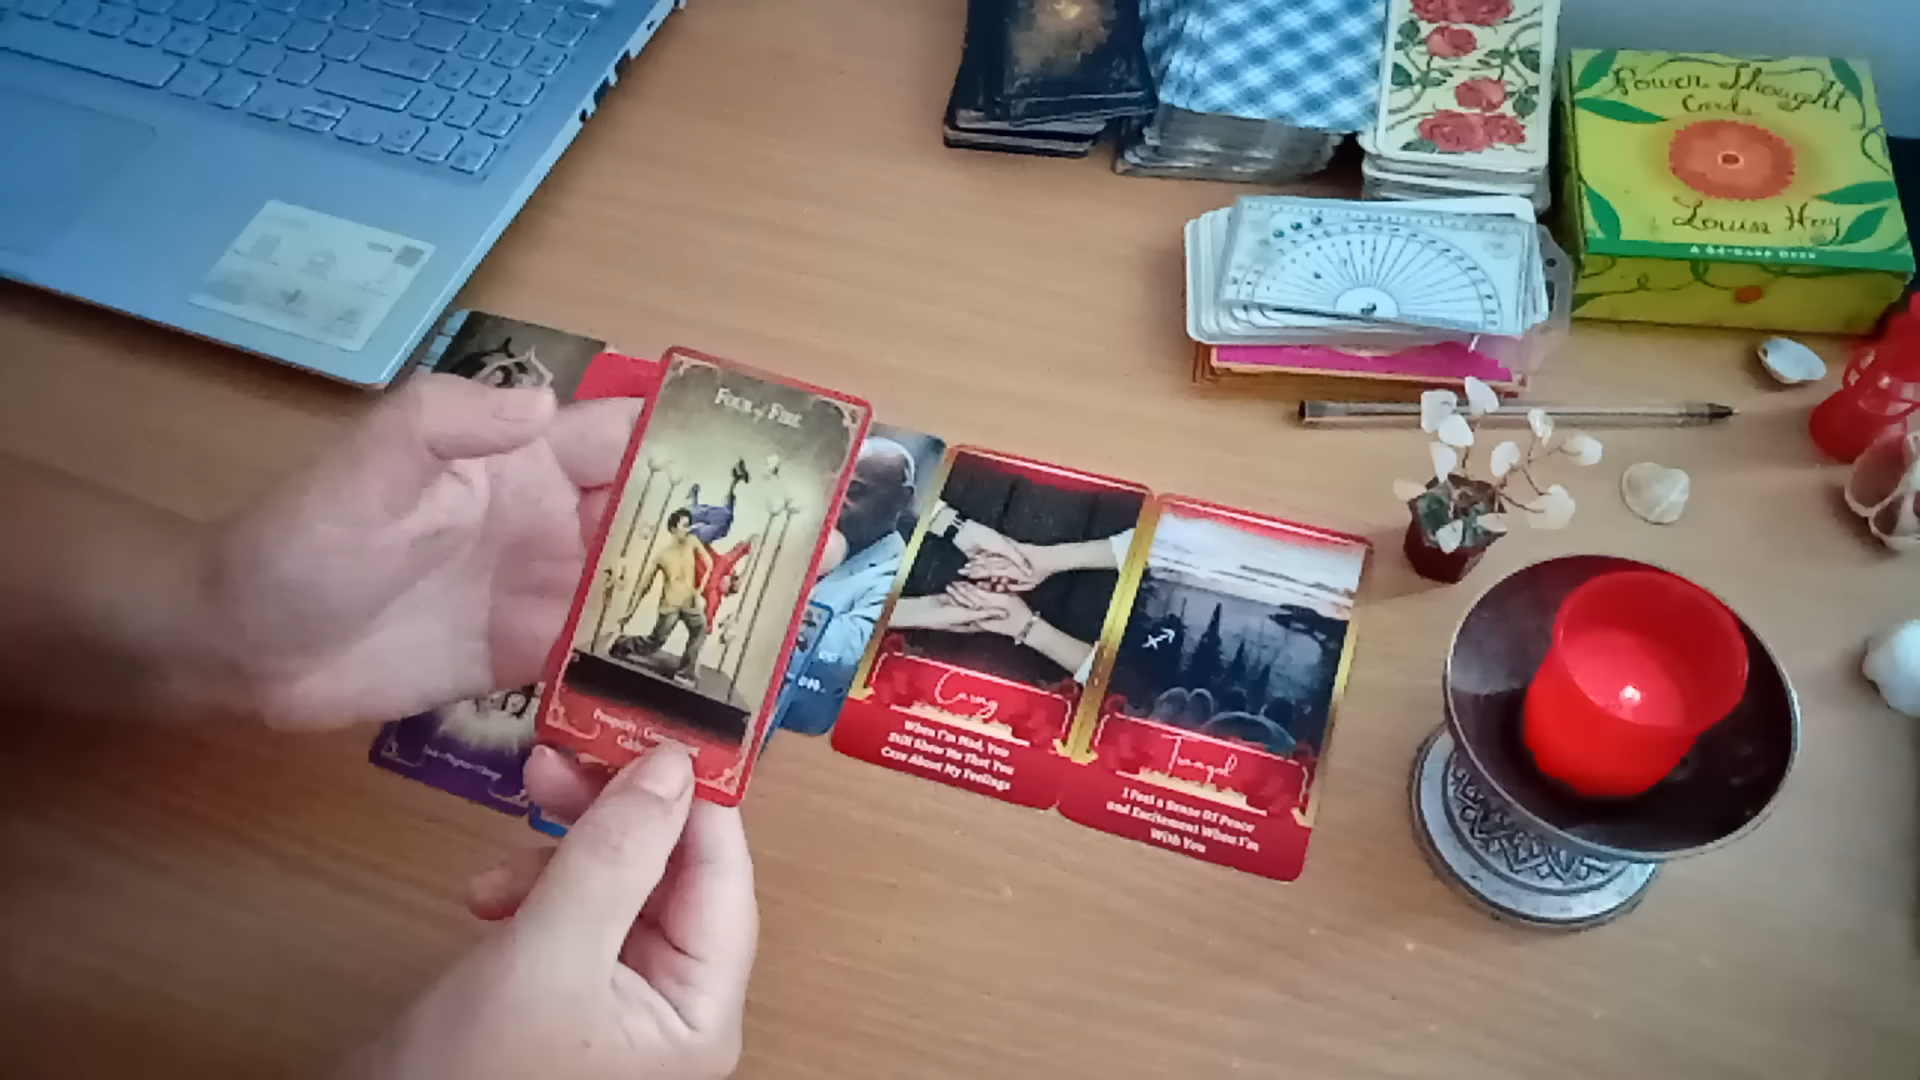 Power Thought
Cards
Louise Hay
A 64-CARD DECK
FOUR of FIRE
Caring
When I'm Mad, You
Still Show Me That You
Care About My Feelings
Tranquil
I Feel a Sense Of Peace
and Excitement When I'm
With You